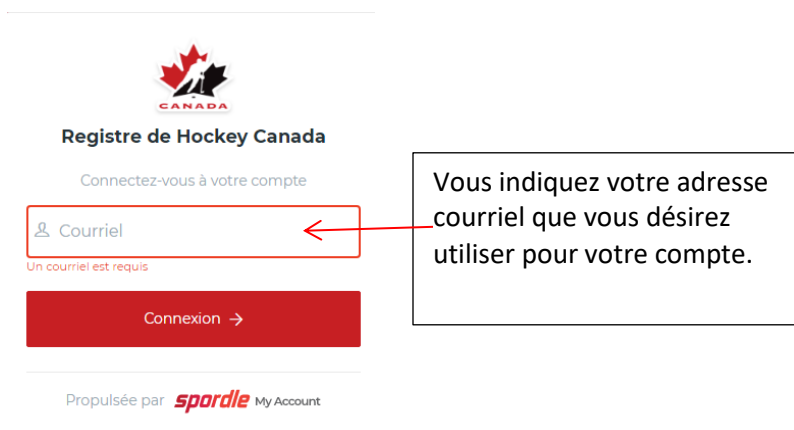 CANADA
Registre de Hockey Canada
Connectez-vous à votre compte
Courriel
Un courriel est requis
Connexion →
Propulsée par spordle My Account
Vous indiquez votre adresse
courriel que vous désirez
utiliser pour votre compte.